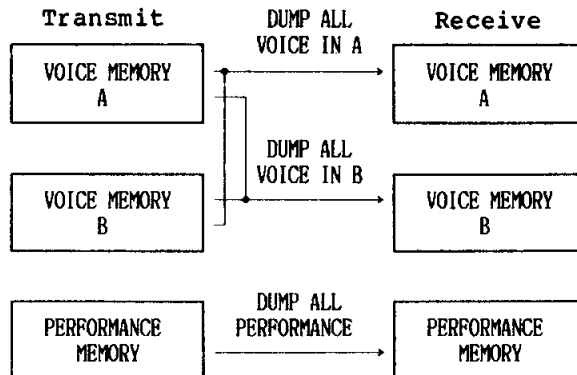 Transmit
DUMP ALL
VOICE IN A
Receive
VOICE MEMORY
A
VOICE MEMORY
A
DUMP ALL
VOICE IN B
VOICE MEMORY
B
VOICE MEMORY
B
DUMP ALL
PERFORMANCE
PERFORMANCE
MEMORY
PERFORMANCE
MEMORY